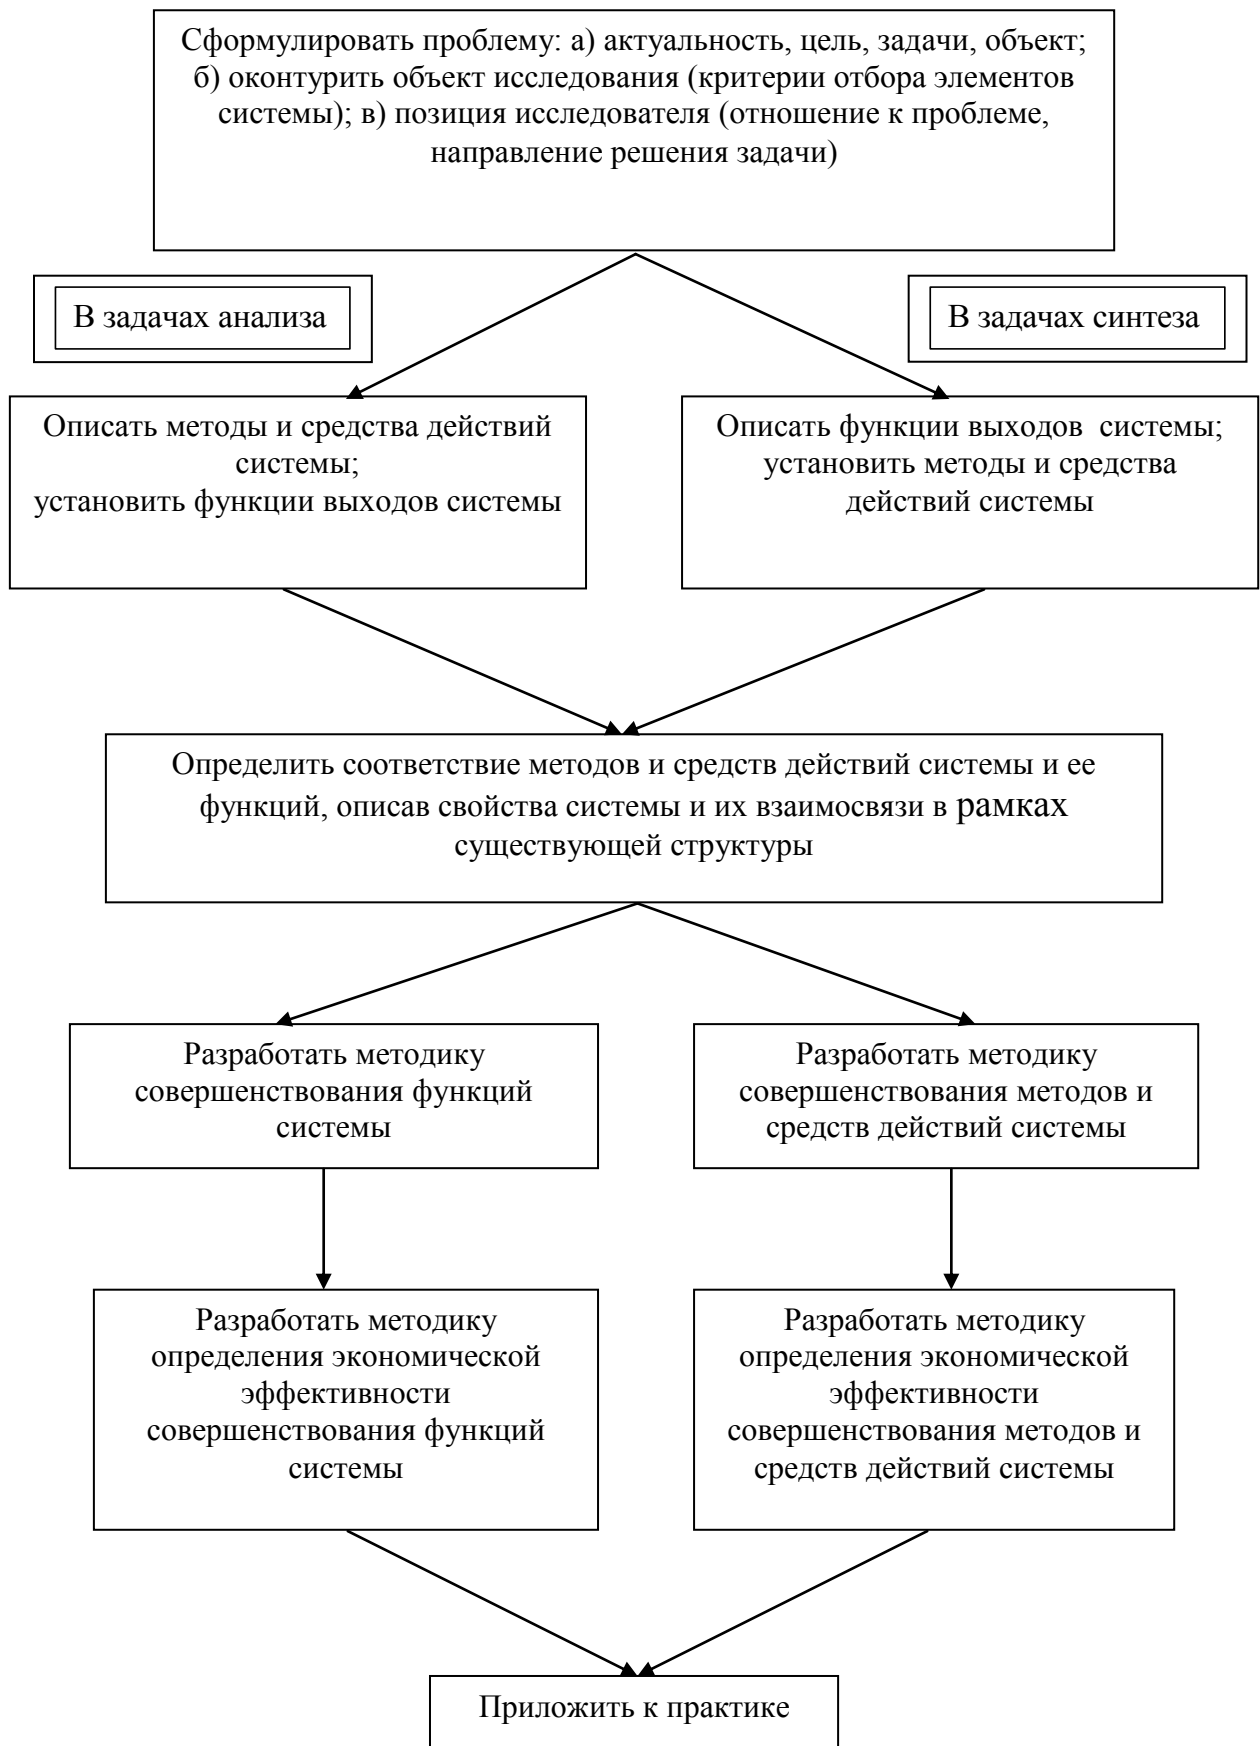 Сформулировать проблему: а) актуальность, цель, задачи, объект;
б) оконтурить объект исследования (критерии отбора элементов
системы); в) позиция исследователя (отношение к проблеме,
направление решения задачи)
В задачах анализа
В задачах синтеза
Описать методы и средства действий
системы;
установить функции выходов системы
Описать функции выходов системы;
установить методы и средства
действий системы
Определить соответствие методов и средств действий системы и ее
функций, описав свойства системы и их взаимосвязи в рамках
существующей структуры
Разработать методику
совершенствования функций
системы
Разработать методику
совершенствования методов и
средств действий системы
Разработать методику
определения экономической
эффективности
совершенствования функций
системы
Разработать методику
определения экономической
эффективности
совершенствования методов и
средств действий системы
Приложить к практике